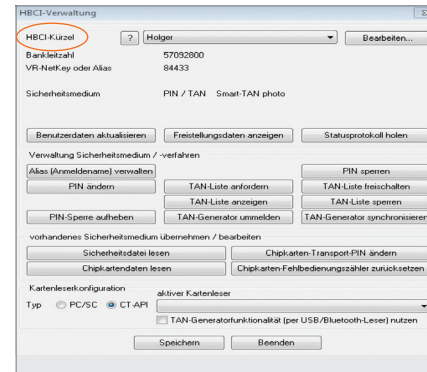 HBCI-Verwaltung
HBCI-Kürzel ? Holger Bearbeiten...
Bankleitzahl 57092800
VR-NetKey oder Alias 84433
Sicherheitsmedium PIN / TAN Smart-TAN photo
Benutzerdaten aktualisieren Freistellungsdaten anzeigen Statusprotokoll holen
Verwaltung Sicherheitsmedium / -verfahren
Alias (Anmeldename) verwalten PIN sperren
PIN ändern TAN-Liste anfordern TAN-Liste freischalten
TAN-Liste anzeigen TAN-Liste sperren
PIN-Sperre aufheben TAN-Generator ummelden TAN-Generator synchronisieren
vorhandenes Sicherheitsmedium übernehmen / bearbeiten
Sicherheitsdatei lesen Chipkarten-Transport-PIN ändern
Chipkartendaten lesen Chipkarten-Fehlbedienungszähler zurücksetzen
Kartenleserkonfiguration aktiver Kartenleser
Typ PC/SC CT-API
TAN-Generatorfunktionalität (per USB/Bluetooth-Leser) nutzen
Speichern Beenden